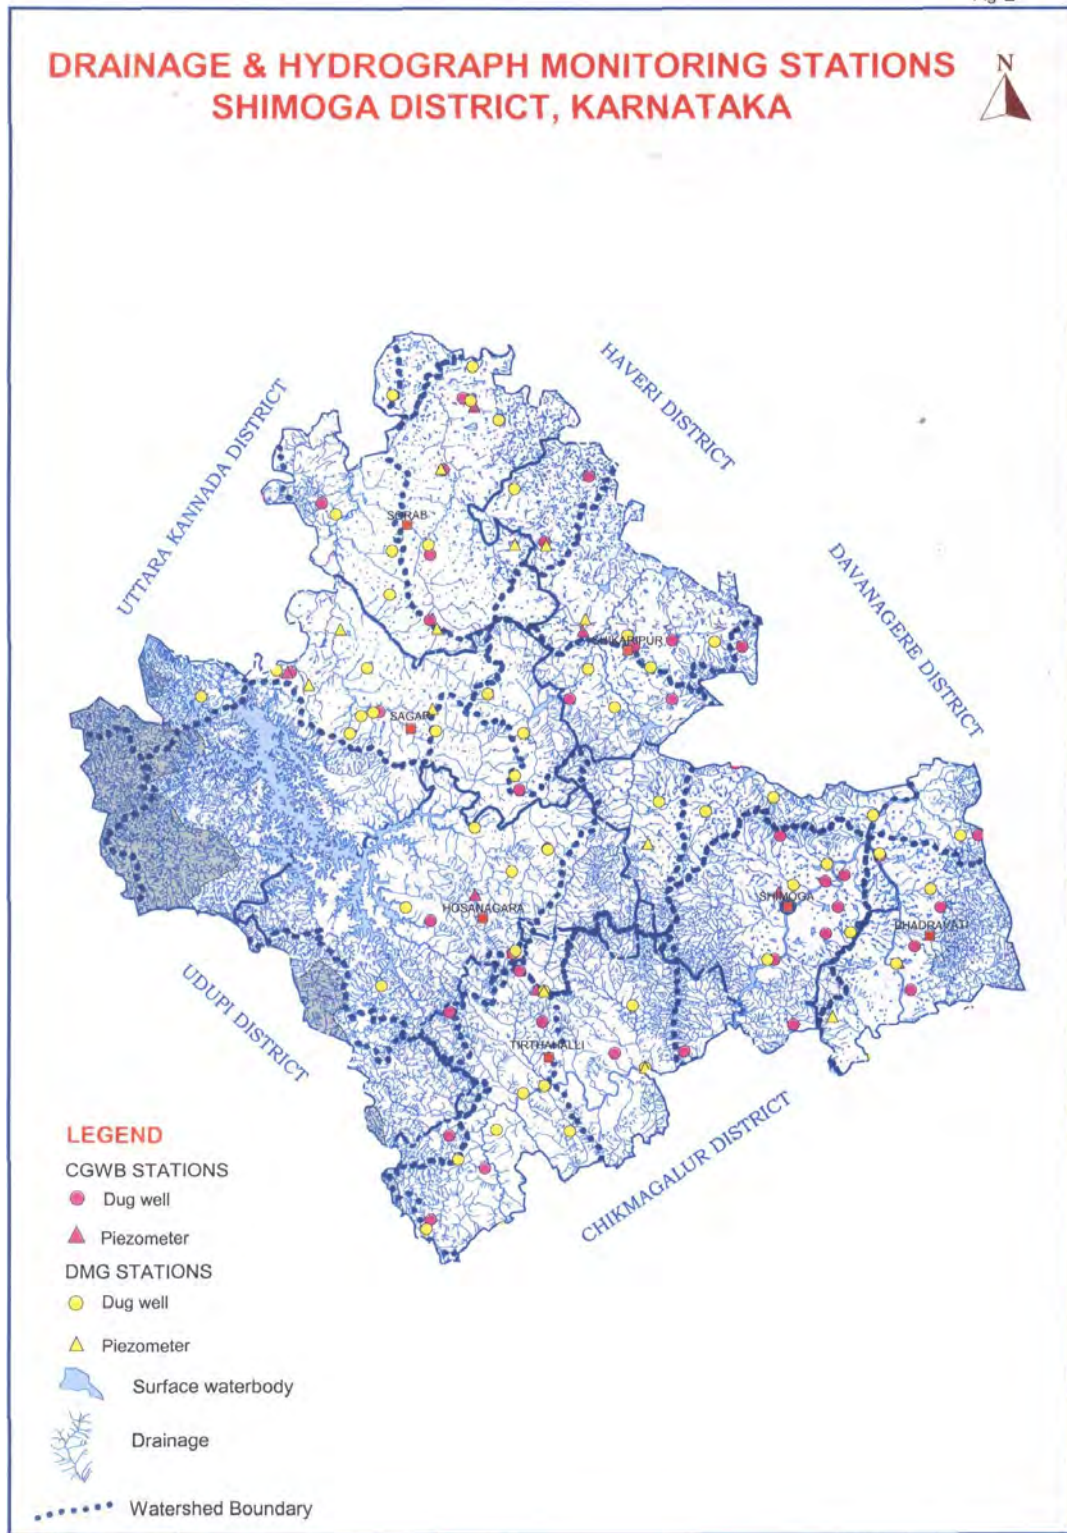 DRAINAGE & HYDROGRAPH MONITORING STATIONS
SHIMOGA DISTRICT, KARNATAKA
N
HAVERI DISTRICT
UTTARA KANNADA DISTRICT
SORAB
DAVANAGERE DISTRICT
SHIKARIPUR
SAGAR
SHIMOGA
HOSANAGARA
BHADRAVATI
UDUPI DISTRICT
TIRTHAHALLI
CHIKMAGALUR DISTRICT
LEGEND
CGWB STATIONS
Dug well
Piezometer
DMG STATIONS
Dug well
Piezometer
Surface waterbody
Drainage
Watershed Boundary